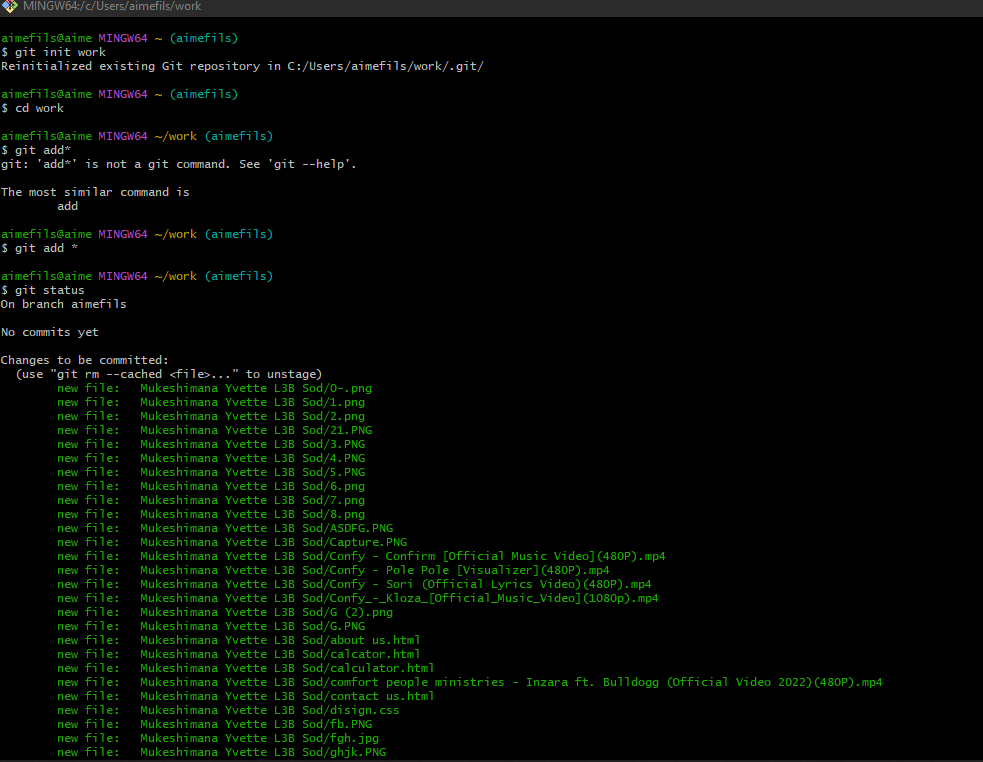 MINGW64:/c/Users/aimefils/work
aimefils@aime MINGW64 ~ (aimefils)
$ git init work
Reinitialized existing Git repository in C:/Users/aimefils/work/.git/
aimefils@aime MINGW64 ~ (aimefils)
$ cd work
aimefils@aime MINGW64 ~/work (aimefils)
$ git add*
git: 'add*' is not a git command. See 'git --help'.
The most similar command is
add
aimefils@aime MINGW64 ~/work (aimefils)
$ git add *
aimefils@aime MINGW64 ~/work (aimefils)
$ git status
On branch aimefils
No commits yet
Changes to be committed:
(use "git rm --cached <file>..." to unstage)
new file:   Mukeshimana Yvette L3B Sod/0-.png
new file:   Mukeshimana Yvette L3B Sod/1.png
new file:   Mukeshimana Yvette L3B Sod/2.png
new file:   Mukeshimana Yvette L3B Sod/21.PNG
new file:   Mukeshimana Yvette L3B Sod/3.PNG
new file:   Mukeshimana Yvette L3B Sod/4.PNG
new file:   Mukeshimana Yvette L3B Sod/5.PNG
new file:   Mukeshimana Yvette L3B Sod/6.png
new file:   Mukeshimana Yvette L3B Sod/7.png
new file:   Mukeshimana Yvette L3B Sod/8.png
new file:   Mukeshimana Yvette L3B Sod/ASDFG.PNG
new file:   Mukeshimana Yvette L3B Sod/Capture.PNG
new file:   Mukeshimana Yvette L3B Sod/Confy - Confirm [Official Music Video](480P).mp4
new file:   Mukeshimana Yvette L3B Sod/Confy - Pole Pole [Visualizer](480P).mp4
new file:   Mukeshimana Yvette L3B Sod/Confy - Sori (Official Lyrics Video)(480P).mp4
new file:   Mukeshimana Yvette L3B Sod/Confy_-_Kloza_[Official_Music_Video](1080p).mp4
new file:   Mukeshimana Yvette L3B Sod/G (2).png
new file:   Mukeshimana Yvette L3B Sod/G.PNG
new file:   Mukeshimana Yvette L3B Sod/about us.html
new file:   Mukeshimana Yvette L3B Sod/calcator.html
new file:   Mukeshimana Yvette L3B Sod/calculator.html
new file:   Mukeshimana Yvette L3B Sod/comfort people ministries - Inzara ft. Bulldogg (Official Video 2022)(480P).mp4
new file:   Mukeshimana Yvette L3B Sod/contact us.html
new file:   Mukeshimana Yvette L3B Sod/disign.css
new file:   Mukeshimana Yvette L3B Sod/fb.PNG
new file:   Mukeshimana Yvette L3B Sod/fgh.jpg
new file:   Mukeshimana Yvette L3B Sod/ghjk.PNG